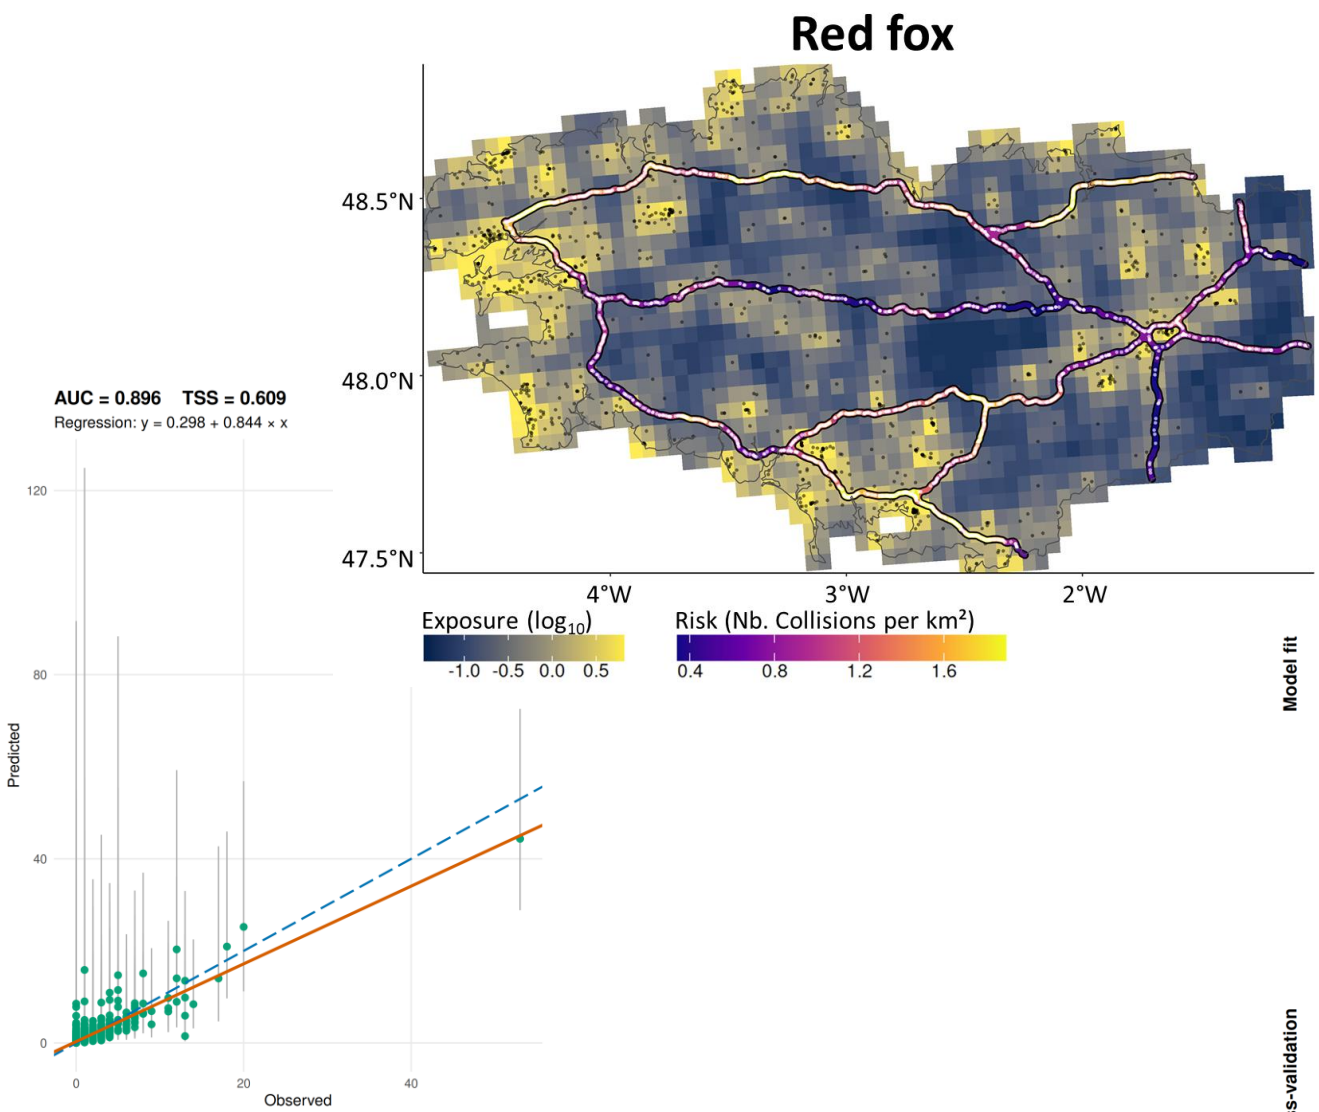 Red fox
48.5°N
48.0°N
47.5°N
4°W 3°W 2°W
Exposure (log10)
-1.0 -0.5 0.0 0.5
Risk (Nb. Collisions per km²)
0.4 0.8 1.2 1.6
AUC = 0.896 TSS = 0.609
Regression: y = 0.298 + 0.844 × x
120
80
40
0
Predicted
0 20 40
Observed
Model fit
ss-validation